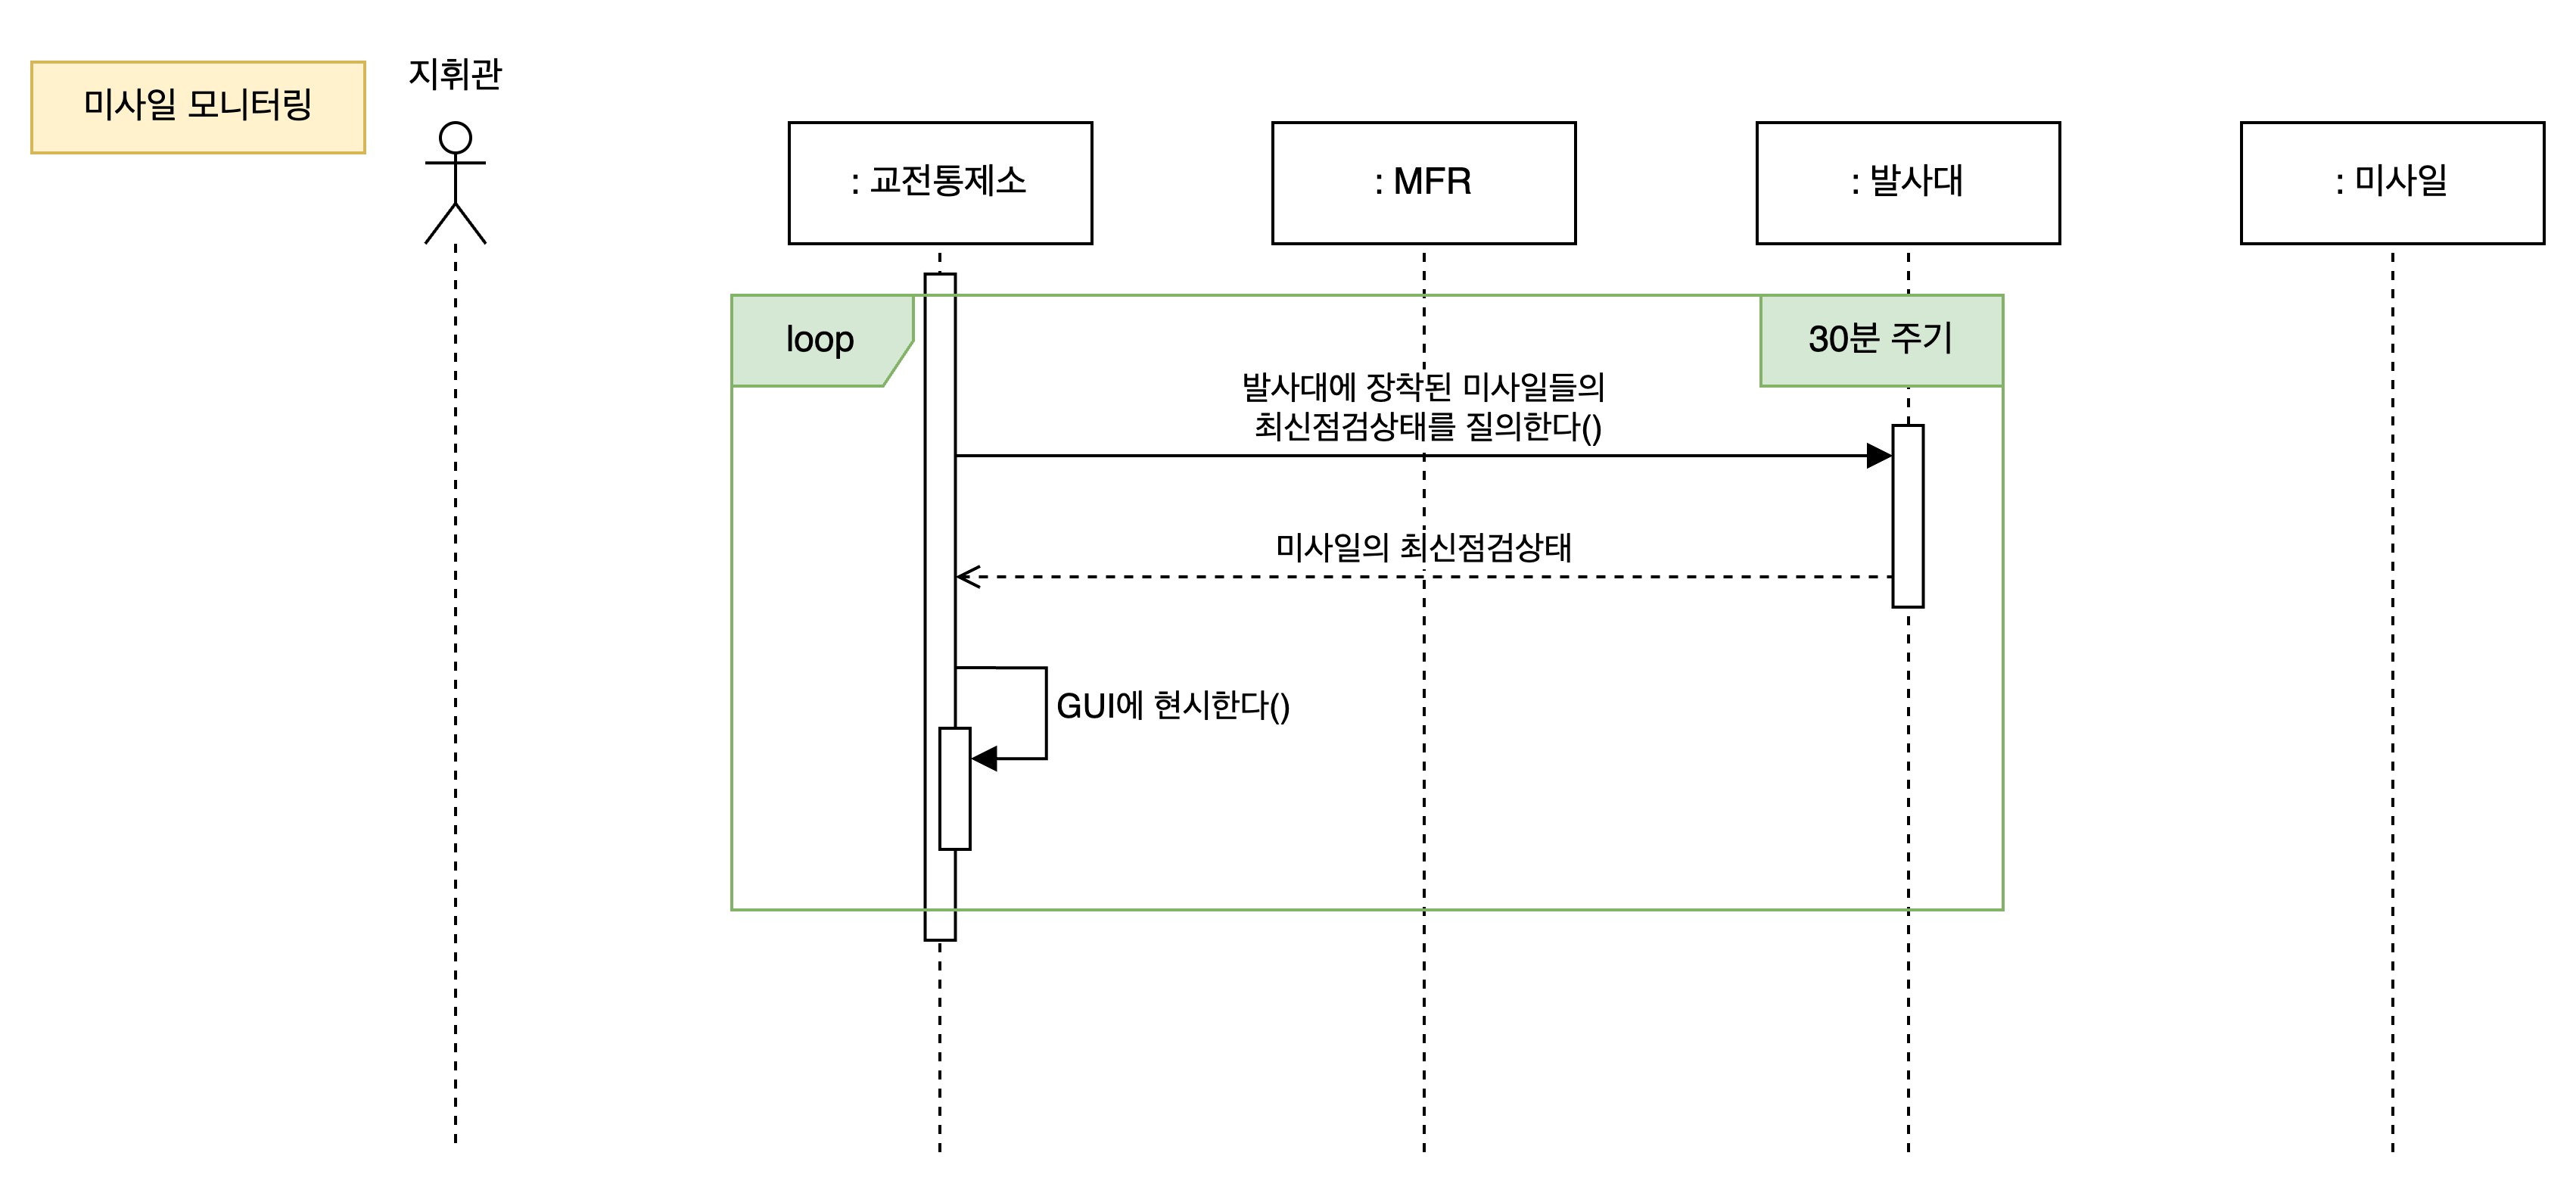 미사일 모니터링
지휘관
: 교전통제소
: MFR
: 발사대
: 미사일
loop
30분 주기
발사대에 장착된 미사일들의
최신점검상태를 질의한다()
미사일의 최신점검상태
GUI에 현시한다()